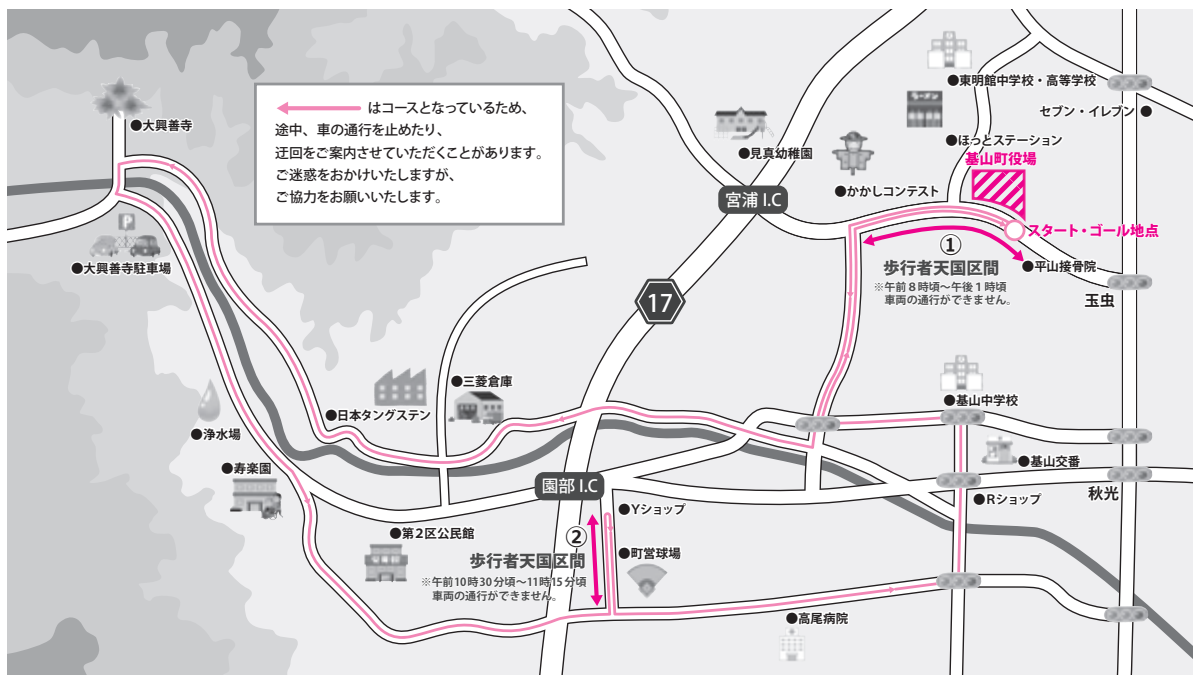 はコースとなっているため、
途中、車の通行を止めたり、
迂回をご案内させていただくことがあります。
ご迷惑をおかけいたしますが、
ご協力をお願いいたします。
●大興善寺
P
●大興善寺駐車場
●見真幼稚園
●かかしコンテスト
●東明館中学校・高等学校
ラーメン
セブン・イレブン●
●ほっとステーション
基山町役場
宮浦 I.C
スタート・ゴール地点
①
歩行者天国区間
※午前8時頃〜午後1時頃
車両の通行ができません。
●平山接骨院
玉虫
17
●三菱倉庫
●日本タングステン
●基山中学校
●浄水場
●寿楽園
●基山交番
園部 I.C
秋光
●Rショップ
●Yショップ
●第2区公民館
②
歩行者天国区間
※午前10時30分頃〜11時15分頃
車両の通行ができません。
●町営球場
●高尾病院